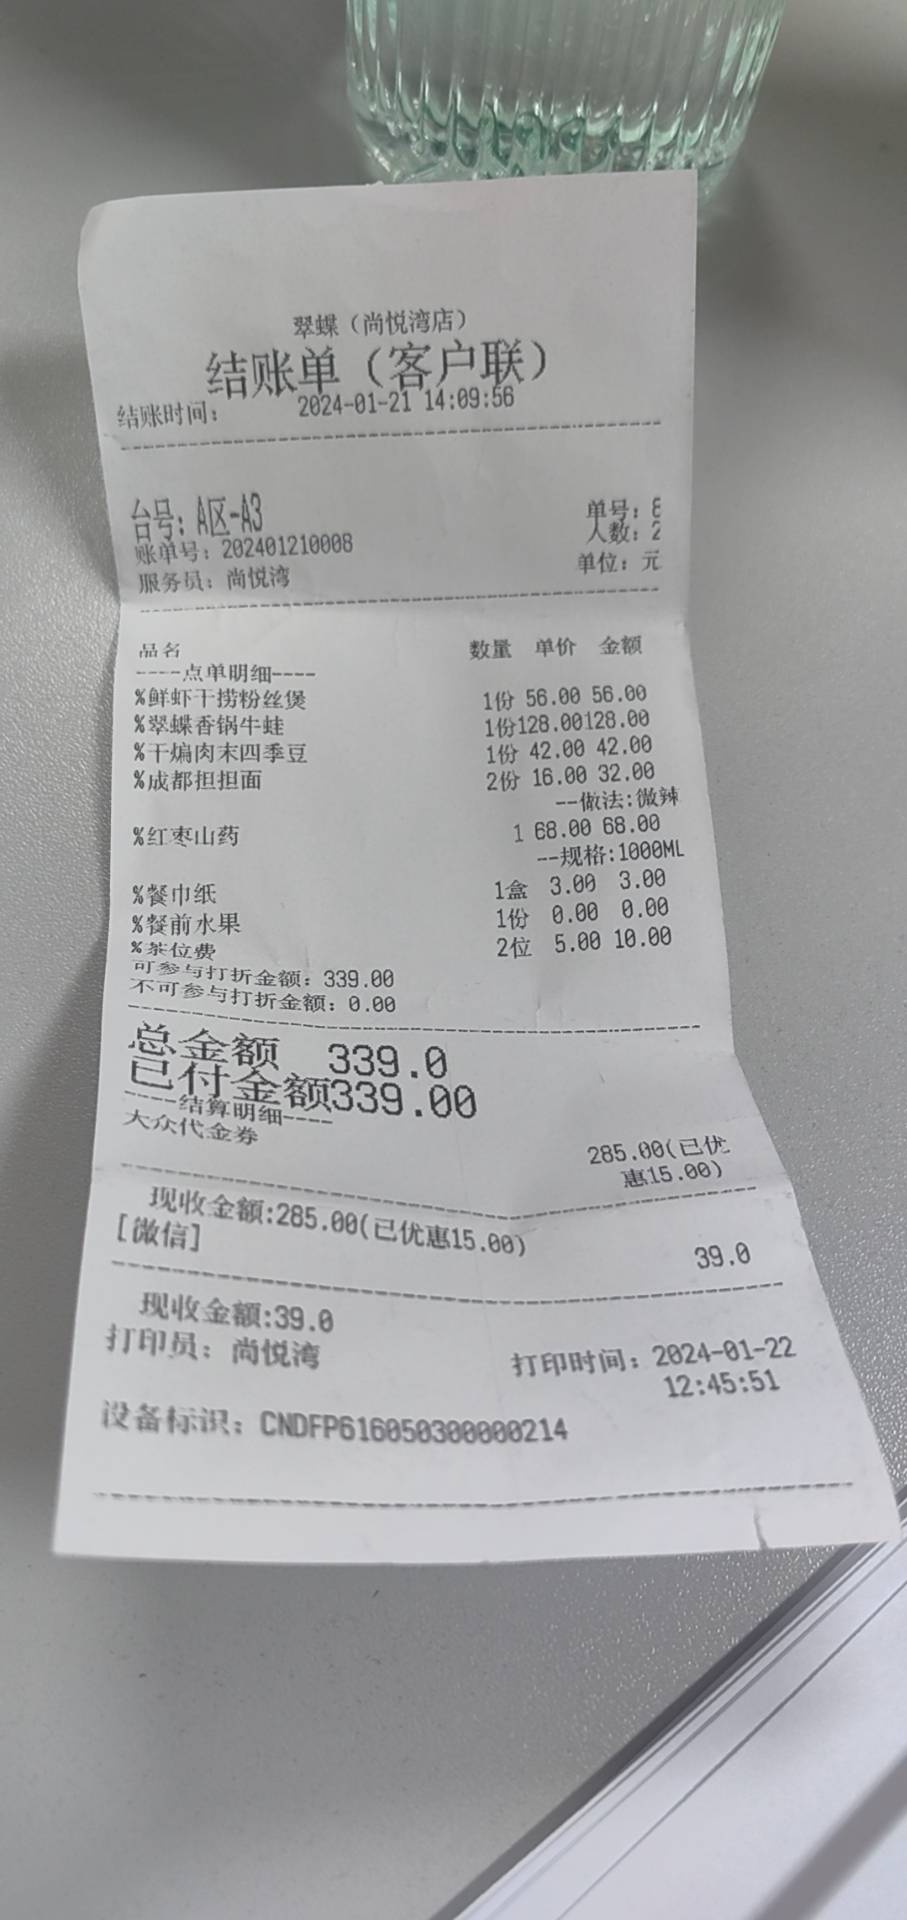 翠蝶（尚悦湾店）
结账单（客户联）
结账时间： 2024-01-21 14:09:56
台号：A区-A3 单号：8
账单号：202401210008 人数：2
服务员：尚悦湾 单位：元
品名 数量 单价 金额
----点单明细----
%鲜虾干捞粉丝煲 1份 56.00 56.00
%翠蝶香锅牛蛙 1份128.00128.00
%干煸肉末四季豆 1份 42.00 42.00
%成都担担面 2份 16.00 32.00
--做法:微辣
%红枣山药 1 68.00 68.00
--规格:1000ML
%餐巾纸 1盒 3.00 3.00
%餐前水果 1份 0.00 0.00
%茶位费 2位 5.00 10.00
可参与打折金额：339.00
不可参与打折金额：0.00
总金额 339.0
已付金额339.00
----结算明细----
大众代金券 285.00(已优
惠15.00)
现收金额:285.00(已优惠15.00)
[微信] 39.0
现收金额:39.0
打印员：尚悦湾 打印时间：2024-01-22
12:45:51
设备标识：CNDFP616050300000214